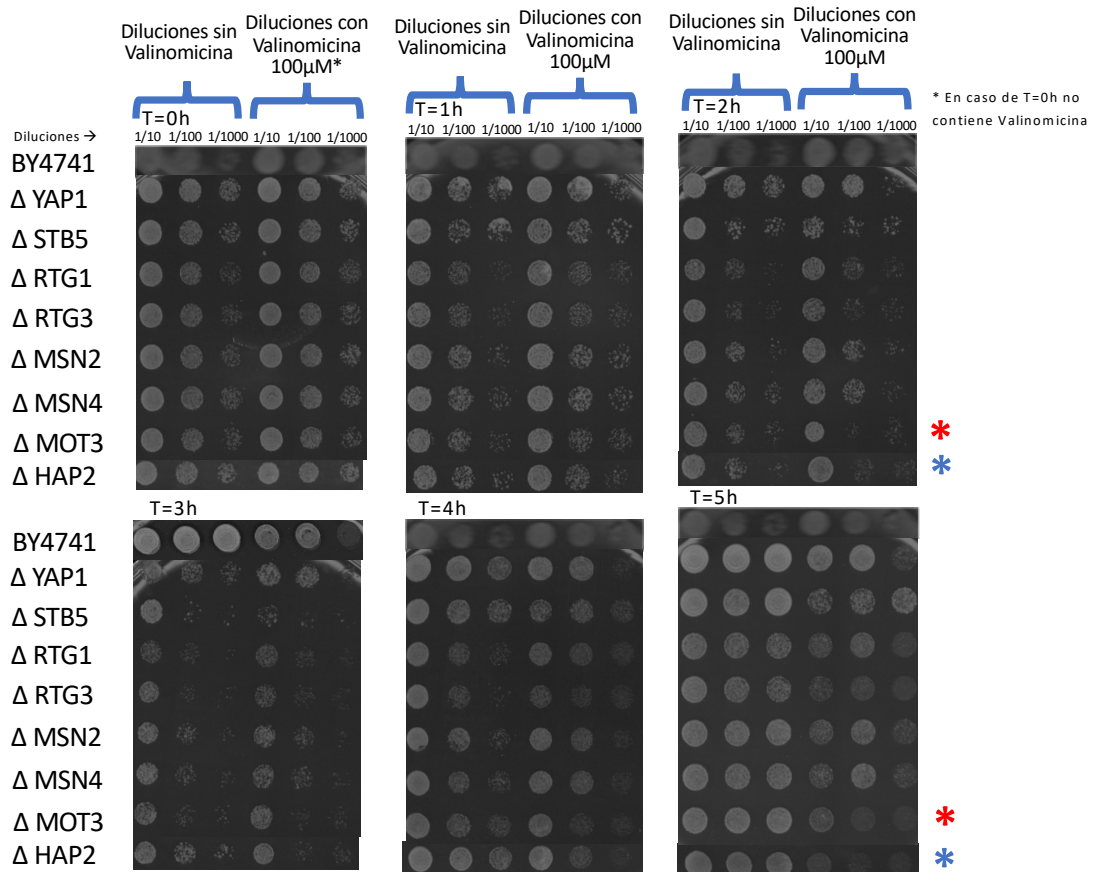 Diluciones sin
Valinomicina
Diluciones con
Valinomicina
100µM*
Diluciones sin
Valinomicina
Diluciones con
Valinomicina
100µM
Diluciones sin
Valinomicina
Diluciones con
Valinomicina
100µM
* En caso de T=0h no
contiene Valinomicina
T=0h
T=1h
T=2h
Diluciones → 1/10 1/100 1/1000 1/10 1/100 1/1000
1/10 1/100 1/1000 1/10 1/100 1/1000
1/10 1/100 1/1000 1/10 1/100 1/1000
BY4741
Δ YAP1
Δ STB5
Δ RTG1
Δ RTG3
Δ MSN2
Δ MSN4
Δ MOT3 *
Δ HAP2 *
T=3h
T=4h
T=5h
BY4741
Δ YAP1
Δ STB5
Δ RTG1
Δ RTG3
Δ MSN2
Δ MSN4
Δ MOT3 *
Δ HAP2 *